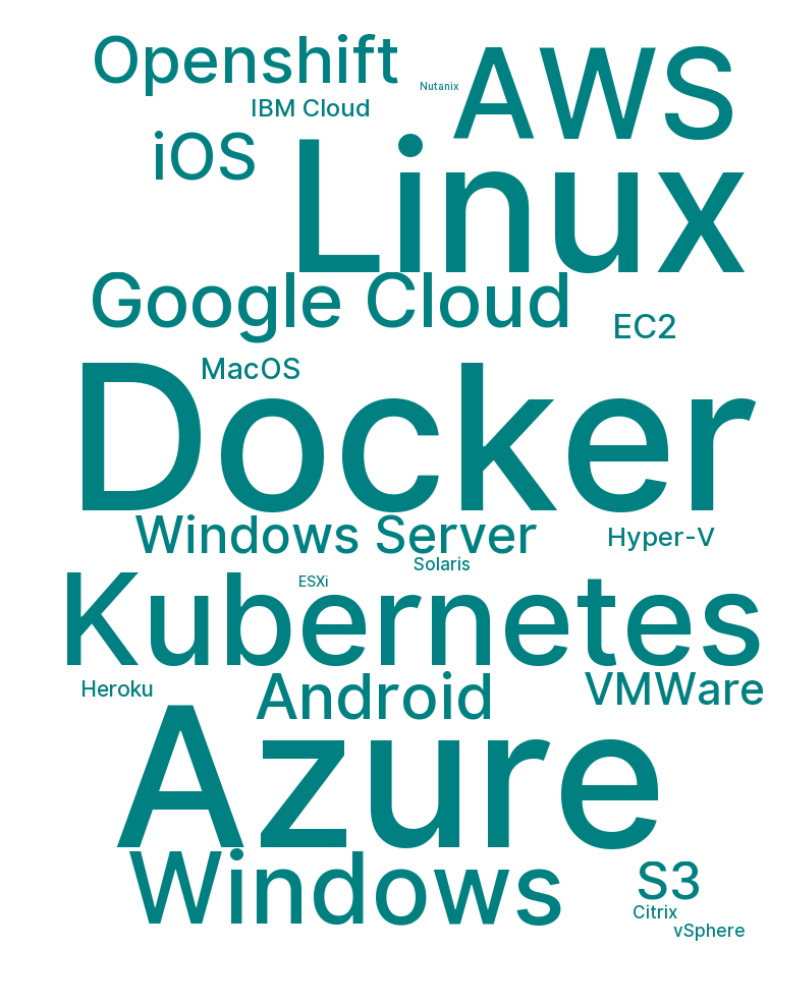 Openshift
AWS
Nutanix
IBM Cloud
iOS
Linux
Google Cloud
EC2
MacOS
Docker
Windows Server
Hyper-V
Solaris
ESXi
Kubernetes
Heroku
Android
VMWare
Azure
Windows
S3
Citrix
vSphere